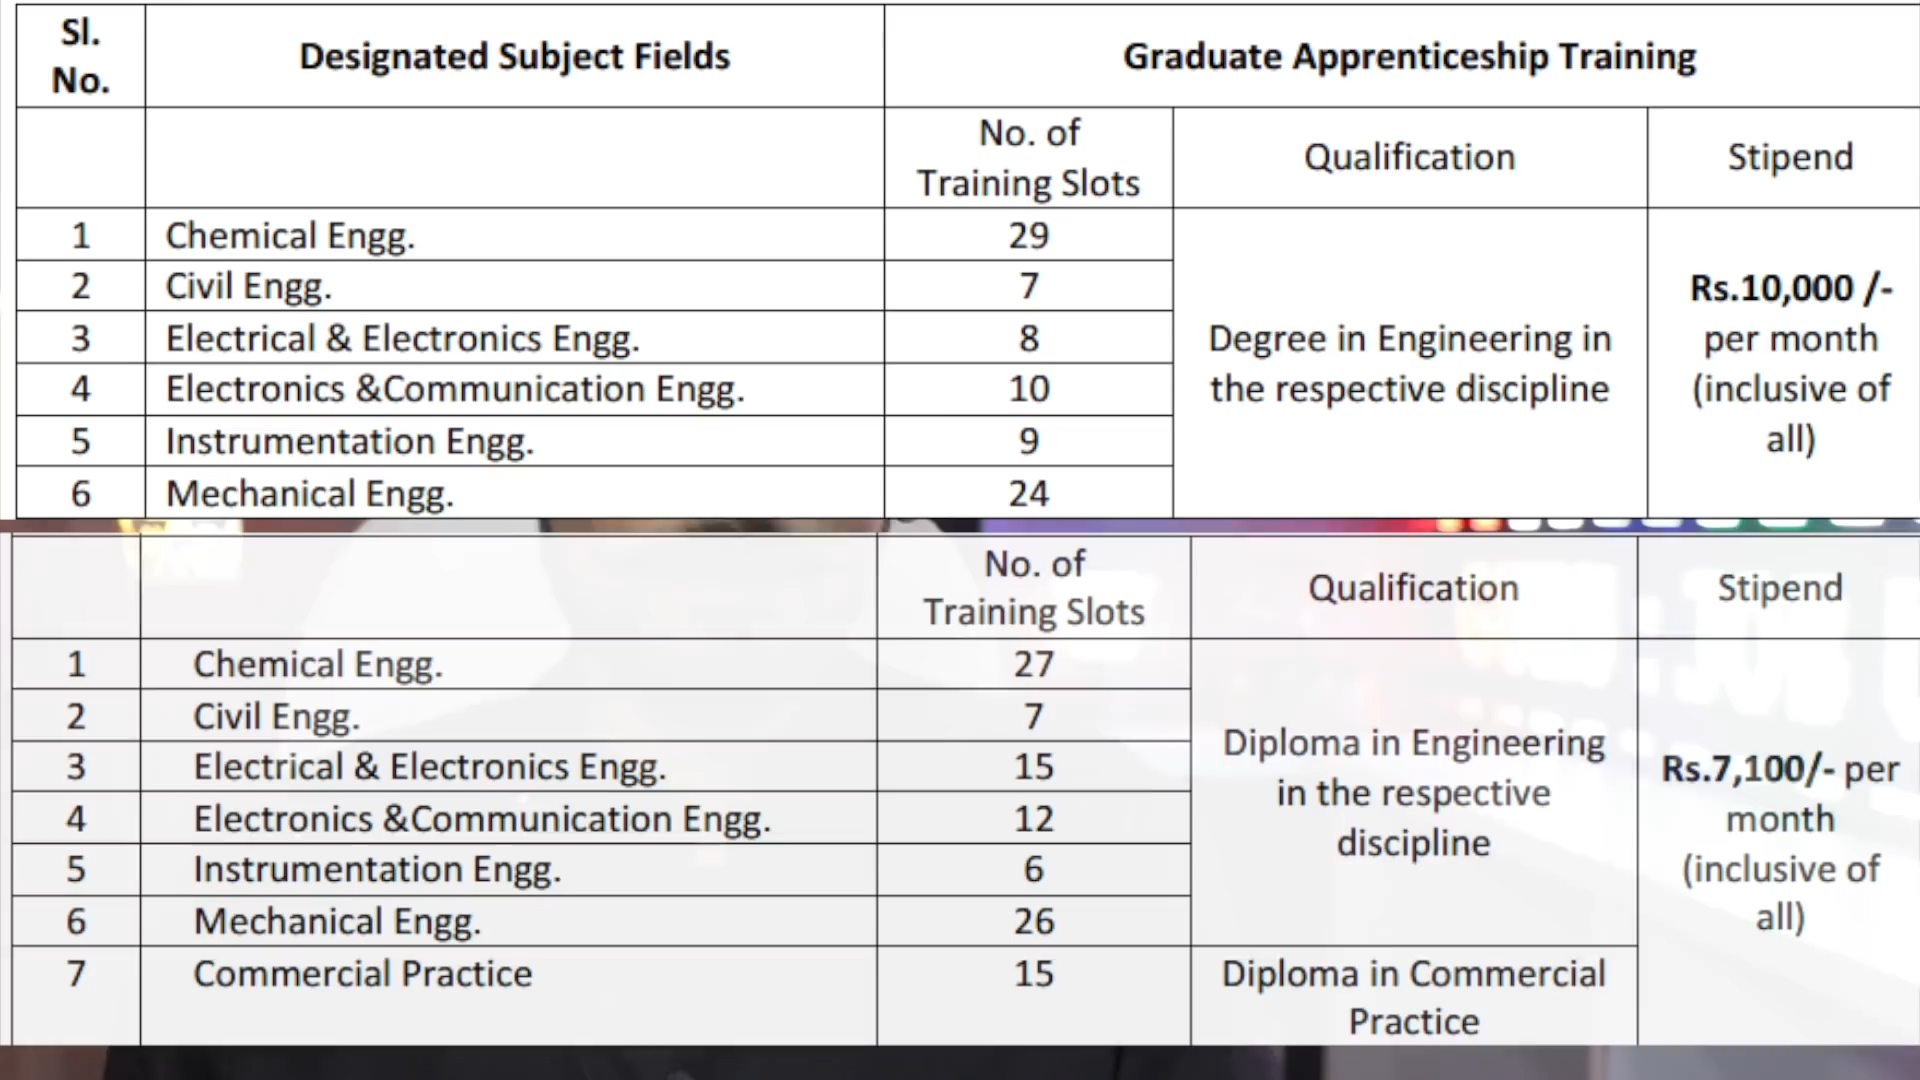 Sl.
No.
Designated Subject Fields
Graduate Apprenticeship Training
No. of
Training Slots
Qualification
Stipend
1 Chemical Engg. 29
2 Civil Engg. 7
3 Electrical & Electronics Engg. 8
4 Electronics &Communication Engg. 10
5 Instrumentation Engg. 9
6 Mechanical Engg. 24
Degree in Engineering in
the respective discipline
Rs.10,000 /-
per month
(inclusive of
all)
No. of
Training Slots
Qualification
Stipend
1 Chemical Engg. 27
2 Civil Engg. 7
3 Electrical & Electronics Engg. 15
4 Electronics &Communication Engg. 12
5 Instrumentation Engg. 6
6 Mechanical Engg. 26
Diploma in Engineering
in the respective
discipline
Rs.7,100/- per
month
(inclusive of
all)
7 Commercial Practice 15
Diploma in Commercial
Practice